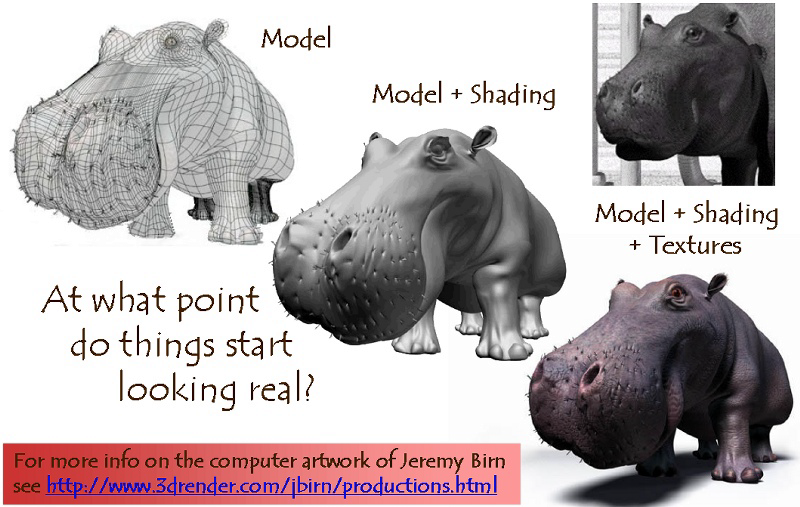 Model
Model + Shading
Model + Shading
+ Textures
At what point
do things start
looking real?
For more info on the computer artwork of Jeremy Birn
see http://www.3drender.com/jbirn/productions.html